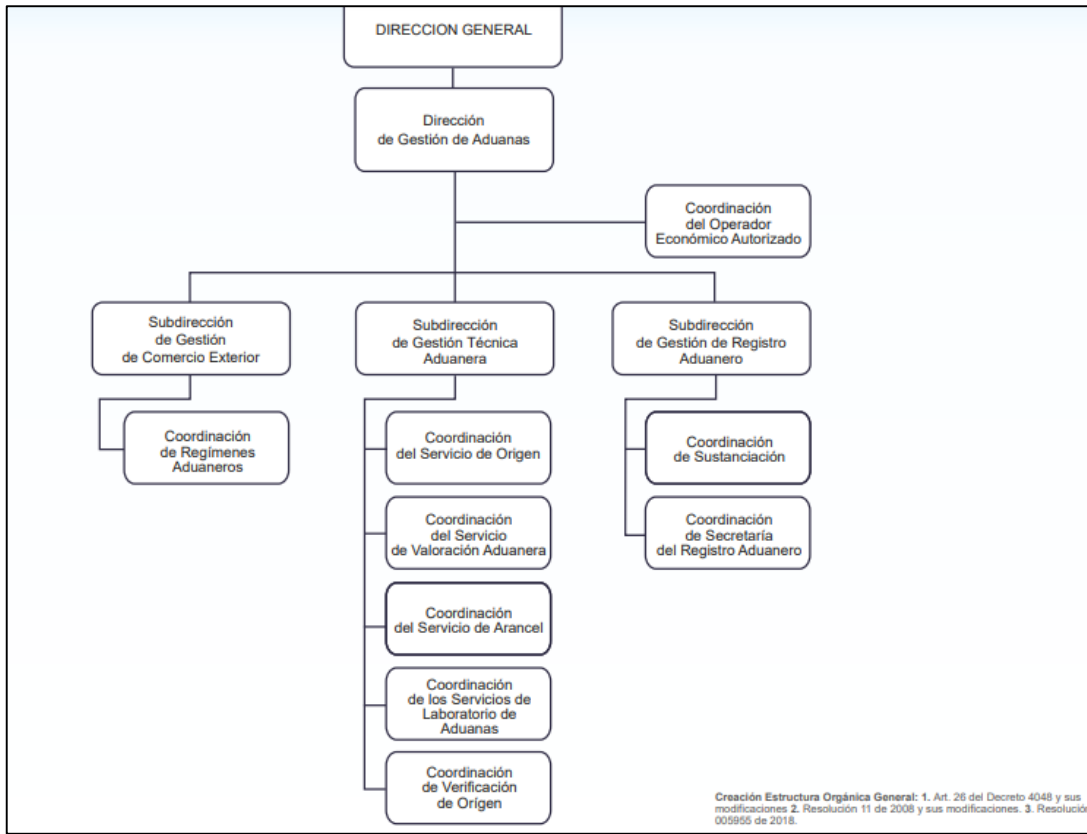 DIRECCION GENERAL
Dirección
de Gestión de Aduanas
Coordinación
del Operador
Económico Autorizado
Subdirección
de Gestión
de Comercio Exterior
Subdirección
de Gestión Técnica
Aduanera
Subdirección
de Gestión de Registro
Aduanero
Coordinación
de Regímenes
Aduaneros
Coordinación
del Servicio de Origen
Coordinación
del Servicio
de Valoración Aduanera
Coordinación
del Servicio de Arancel
Coordinación
de los Servicios de
Laboratorio de
Aduanas
Coordinación
de Verificación
de Orígen
Coordinación
de Sustanciación
Coordinación
de Secretaría
del Registro Aduanero
Creación Estructura Orgánica General: 1. Art. 26 del Decreto 4048 y sus
modificaciones 2. Resolución 11 de 2008 y sus modificaciones. 3. Resolución
005955 de 2018.